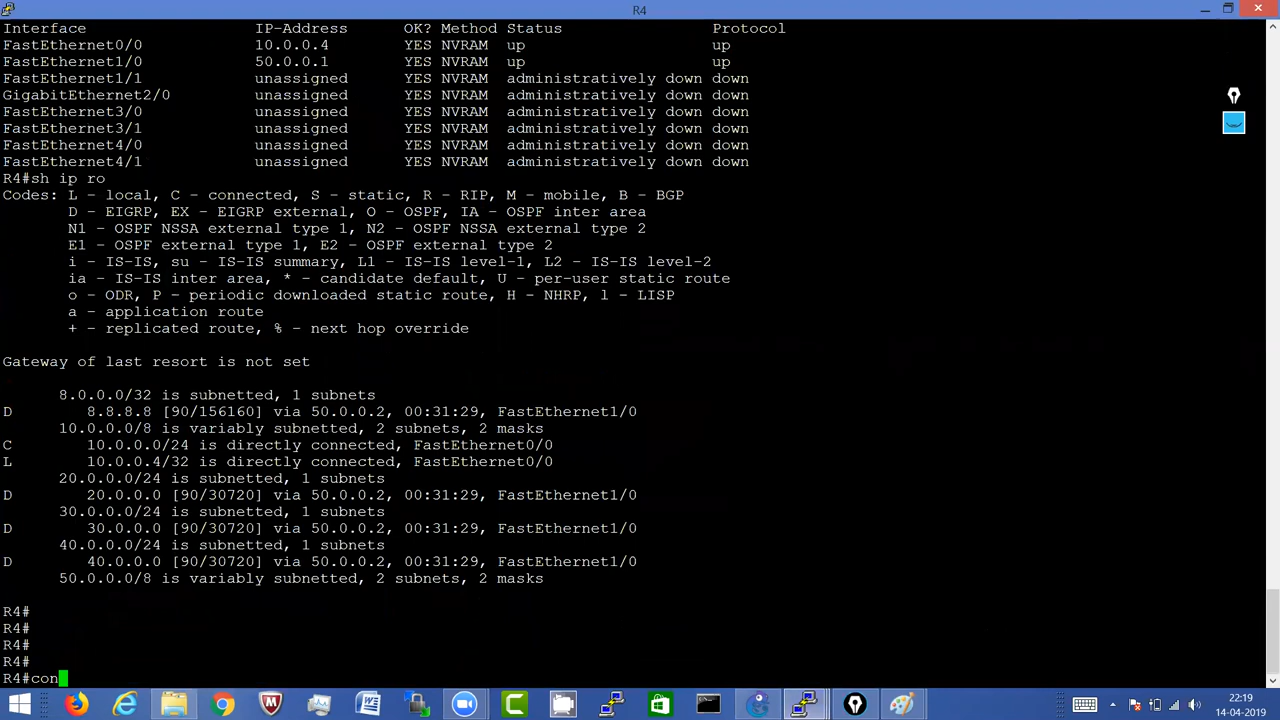 R4
Interface IP-Address OK? Method Status Protocol
FastEthernet0/0 10.0.0.4 YES NVRAM up up
FastEthernet1/0 50.0.0.1 YES NVRAM up up
FastEthernet1/1 unassigned YES NVRAM administratively down down
GigabitEthernet2/0 unassigned YES NVRAM administratively down down
FastEthernet3/0 unassigned YES NVRAM administratively down down
FastEthernet3/1 unassigned YES NVRAM administratively down down
FastEthernet4/0 unassigned YES NVRAM administratively down down
FastEthernet4/1 unassigned YES NVRAM administratively down down
R4#sh ip ro
Codes: L - local, C - connected, S - static, R - RIP, M - mobile, B - BGP
D - EIGRP, EX - EIGRP external, O - OSPF, IA - OSPF inter area
N1 - OSPF NSSA external type 1, N2 - OSPF NSSA external type 2
E1 - OSPF external type 1, E2 - OSPF external type 2
i - IS-IS, su - IS-IS summary, L1 - IS-IS level-1, L2 - IS-IS level-2
ia - IS-IS inter area, * - candidate default, U - per-user static route
o - ODR, P - periodic downloaded static route, H - NHRP, l - LISP
a - application route
+ - replicated route, % - next hop override
Gateway of last resort is not set
8.0.0.0/32 is subnetted, 1 subnets
D 8.8.8.8 [90/156160] via 50.0.0.2, 00:31:29, FastEthernet1/0
10.0.0.0/8 is variably subnetted, 2 subnets, 2 masks
C 10.0.0.0/24 is directly connected, FastEthernet0/0
L 10.0.0.4/32 is directly connected, FastEthernet0/0
20.0.0.0/24 is subnetted, 1 subnets
D 20.0.0.0 [90/30720] via 50.0.0.2, 00:31:29, FastEthernet1/0
30.0.0.0/24 is subnetted, 1 subnets
D 30.0.0.0 [90/30720] via 50.0.0.2, 00:31:29, FastEthernet1/0
40.0.0.0/24 is subnetted, 1 subnets
D 40.0.0.0 [90/30720] via 50.0.0.2, 00:31:29, FastEthernet1/0
50.0.0.0/8 is variably subnetted, 2 subnets, 2 masks
R4#
R4#
R4#
R4#
R4#con
22:19
14-04-2019